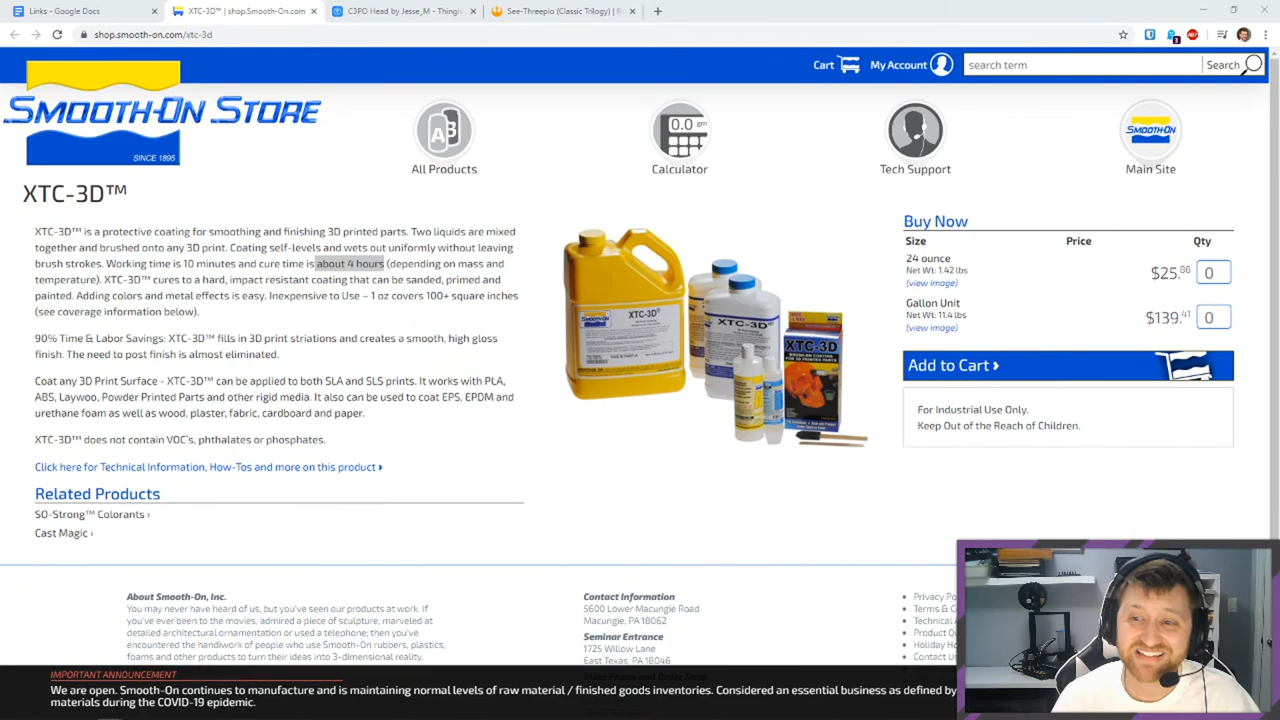 Links - Google Docs
XTC-3D™ | shop.Smooth-On.com
C3PO Head by Jesse_M - Thingi
See-Threepio (Classic Trilogy) | R
shop.smooth-on.com/xtc-3d
Cart
My Account
search term
Search
SMOOTH-ON STORE
SINCE 1895
All Products
0.0 gm
Calculator
Tech Support
SMOOTH-ON
Main Site
XTC-3D™
XTC-3D™ is a protective coating for smoothing and finishing 3D printed parts. Two liquids are mixed
together and brushed onto any 3D print. Coating self-levels and wets out uniformly without leaving
brush strokes. Working time is 10 minutes and cure time is about 4 hours (depending on mass and
temperature). XTC-3D™ cures to a hard, impact resistant coating that can be sanded, primed and
painted. Adding colors and metal effects is easy. Inexpensive to Use – 1 oz covers 100+ square inches
(see coverage information below).
90% Time & Labor Savings: XTC-3D™ fills in 3D print striations and creates a smooth, high gloss
finish. The need to post finish is almost eliminated.
Coat any 3D Print Surface - XTC-3D™ can be applied to both SLA and SLS prints. It works with PLA,
ABS, Laywoo, Powder Printed Parts and other rigid media. It also can be used to coat EPS, EPDM and
urethane foam as well as wood, plaster, fabric, cardboard and paper.
XTC-3D™ does not contain VOC's, phthalates or phosphates.
Click here for Technical Information, How-Tos and more on this product
Related Products
SO-Strong™ Colorants ›
Cast Magic ›
XTC-3D
XTC-3D
XTC-3D
Buy Now
Size Price Qty
24 ounce
Net Wt: 1.42 lbs
(view image)
$25.86 0
Gallon Unit
Net Wt: 11.4 lbs
(view image)
$139.41 0
Add to Cart
For Industrial Use Only.
Keep Out of the Reach of Children.
About Smooth-On, Inc.
You may never have heard of us, but you've seen our products at work. If
you've ever been to the movies, admired a piece of sculpture, marveled at
detailed architectural ornamentation or used a telephone; then you've
encountered the handiwork of people who use Smooth-On rubbers, plastics,
foams and other products to turn their ideas into 3-dimensional reality.
Contact Information
5600 Lower Macungie Road
Macungie, PA 18062
Seminar Entrance
1725 Willow Lane
East Texas, PA 18046
Main Phone and Order Desk
Privacy Po
Terms & C
Technical
Product Q
Holiday Ho
Contact U
IMPORTANT ANNOUNCEMENT
We are open. Smooth-On continues to manufacture and is maintaining normal levels of raw material / finished goods inventories. Considered an essential business as defined by
materials during the COVID-19 epidemic.